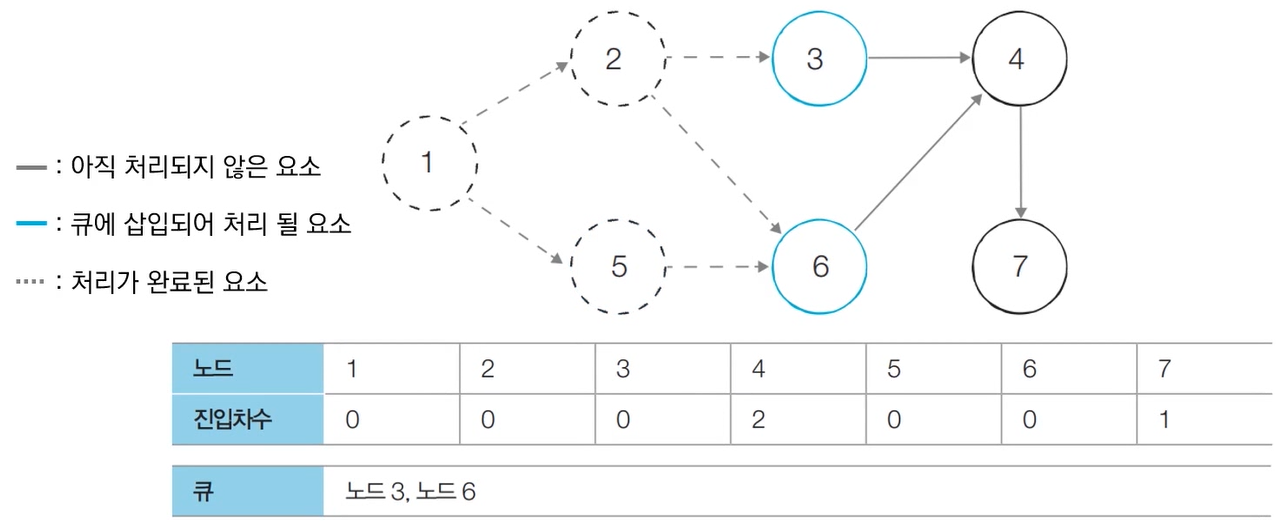 2
3
4
1
5
6
7
: 아직 처리되지 않은 요소
: 큐에 삽입되어 처리 될 요소
: 처리가 완료된 요소
노드 1 2 3 4 5 6 7
진입차수 0 0 0 2 0 0 1
큐 노드 3, 노드 6